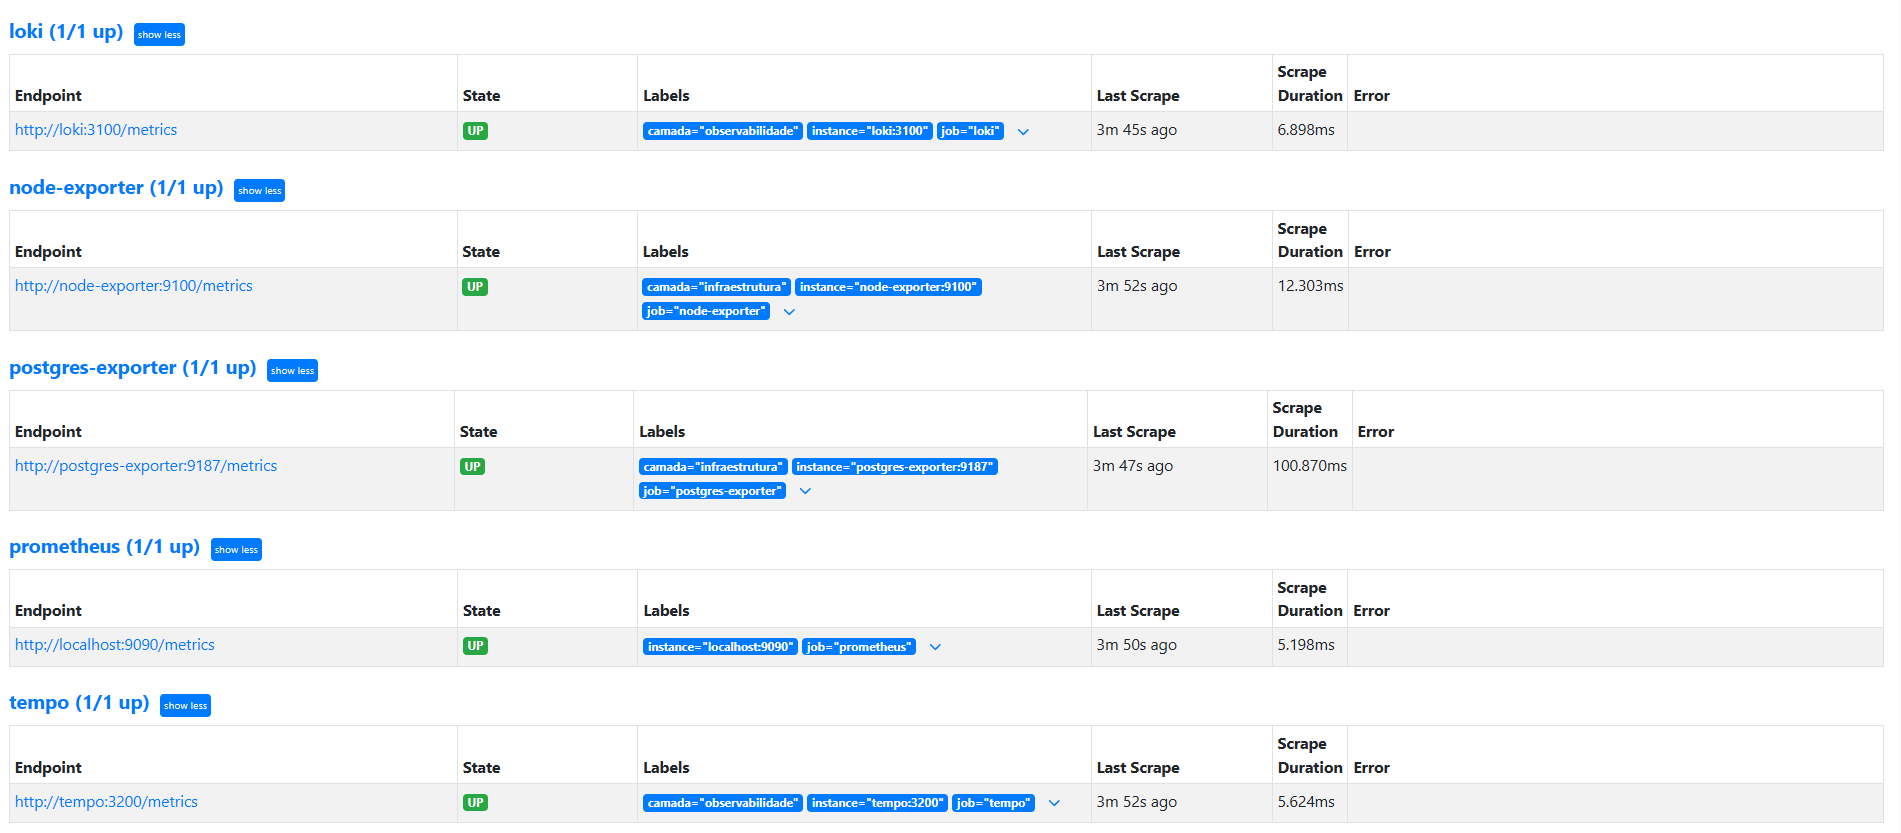 loki (1/1 up) show less
Endpoint State Labels Last Scrape Scrape Duration Error
http://loki:3100/metrics UP camada="observabilidade" instance="loki:3100" job="loki" 3m 45s ago 6.898ms
node-exporter (1/1 up) show less
Endpoint State Labels Last Scrape Scrape Duration Error
http://node-exporter:9100/metrics UP camada="infraestrutura" instance="node-exporter:9100" 3m 52s ago 12.303ms
job="node-exporter"
postgres-exporter (1/1 up) show less
Endpoint State Labels Last Scrape Scrape Duration Error
http://postgres-exporter:9187/metrics UP camada="infraestrutura" instance="postgres-exporter:9187" 3m 47s ago 100.870ms
job="postgres-exporter"
prometheus (1/1 up) show less
Endpoint State Labels Last Scrape Scrape Duration Error
http://localhost:9090/metrics UP instance="localhost:9090" job="prometheus" 3m 50s ago 5.198ms
tempo (1/1 up) show less
Endpoint State Labels Last Scrape Scrape Duration Error
http://tempo:3200/metrics UP camada="observabilidade" instance="tempo:3200" job="tempo" 3m 52s ago 5.624ms